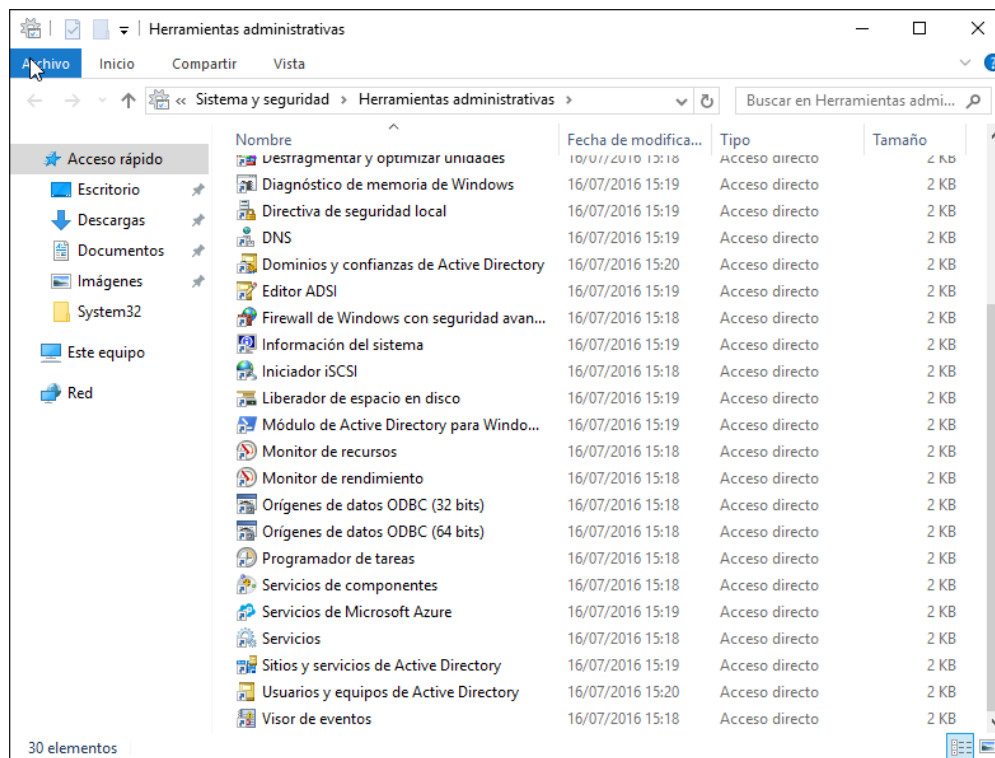 Herramientas administrativas
Archivo Inicio Compartir Vista
« Sistema y seguridad > Herramientas administrativas > Buscar en Herramientas admi...
Nombre Fecha de modifica... Tipo Tamaño
Acceso rápido
Escritorio
Descargas
Documentos
Imágenes
System32
Este equipo
Red
Desfragmentar y optimizar unidades 16/07/2016 15:18 Acceso directo 2 KB
Diagnóstico de memoria de Windows 16/07/2016 15:19 Acceso directo 2 KB
Directiva de seguridad local 16/07/2016 15:19 Acceso directo 2 KB
DNS 16/07/2016 15:19 Acceso directo 2 KB
Dominios y confianzas de Active Directory 16/07/2016 15:20 Acceso directo 2 KB
Editor ADSI 16/07/2016 15:19 Acceso directo 2 KB
Firewall de Windows con seguridad avan... 16/07/2016 15:18 Acceso directo 2 KB
Información del sistema 16/07/2016 15:19 Acceso directo 2 KB
Iniciador iSCSI 16/07/2016 15:18 Acceso directo 2 KB
Liberador de espacio en disco 16/07/2016 15:19 Acceso directo 2 KB
Módulo de Active Directory para Windo... 16/07/2016 15:19 Acceso directo 2 KB
Monitor de recursos 16/07/2016 15:18 Acceso directo 2 KB
Monitor de rendimiento 16/07/2016 15:18 Acceso directo 2 KB
Orígenes de datos ODBC (32 bits) 16/07/2016 15:18 Acceso directo 2 KB
Orígenes de datos ODBC (64 bits) 16/07/2016 15:18 Acceso directo 2 KB
Programador de tareas 16/07/2016 15:18 Acceso directo 2 KB
Servicios de componentes 16/07/2016 15:18 Acceso directo 2 KB
Servicios de Microsoft Azure 16/07/2016 15:19 Acceso directo 2 KB
Servicios 16/07/2016 15:18 Acceso directo 2 KB
Sitios y servicios de Active Directory 16/07/2016 15:19 Acceso directo 2 KB
Usuarios y equipos de Active Directory 16/07/2016 15:20 Acceso directo 2 KB
Visor de eventos 16/07/2016 15:18 Acceso directo 2 KB
30 elementos